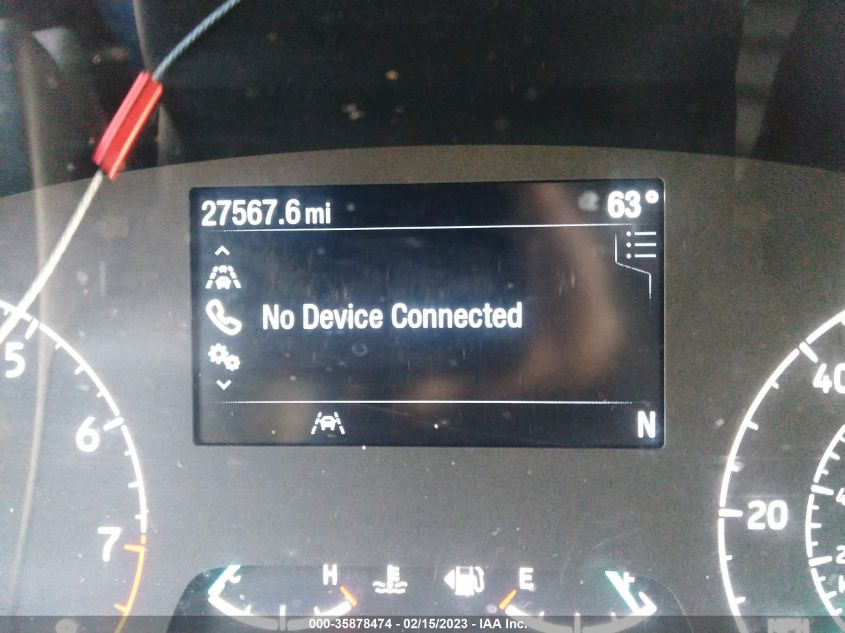 27567.6 mi
63°
No Device Connected
N
5
6
7
40
20
H
E
MPH
000-35878474 - 02/15/2023 - IAA Inc.